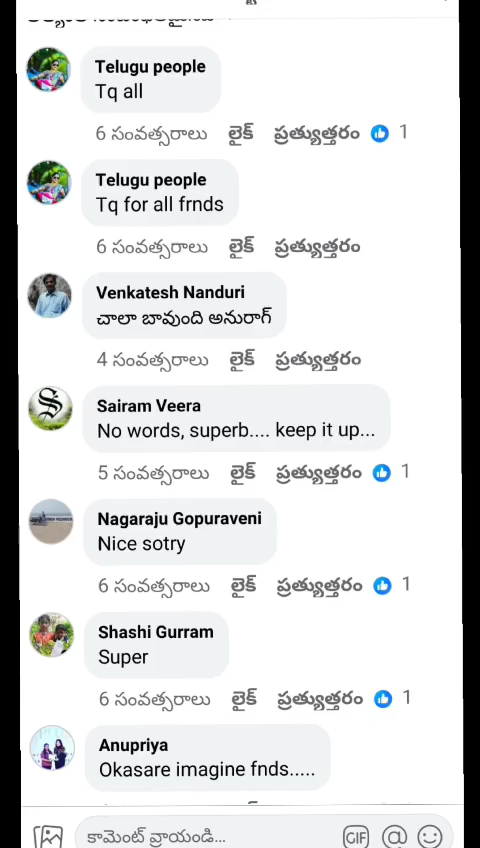 Telugu people
Tq all
6 సంవత్సరాలు లైక్ ప్రత్యుత్తరం 1
Telugu people
Tq for all frnds
6 సంవత్సరాలు లైక్ ప్రత్యుత్తరం
Venkatesh Nanduri
చాలా బావుంది అనురాగ్
4 సంవత్సరాలు లైక్ ప్రత్యుత్తరం
Sairam Veera
No words, superb.... keep it up...
5 సంవత్సరాలు లైక్ ప్రత్యుత్తరం 1
Nagaraju Gopuraveni
Nice sotry
6 సంవత్సరాలు లైక్ ప్రత్యుత్తరం 1
Shashi Gurram
Super
6 సంవత్సరాలు లైక్ ప్రత్యుత్తరం 1
Anupriya
Okasare imagine fnds.....
కామెంట్ వ్రాయండి... GIF @